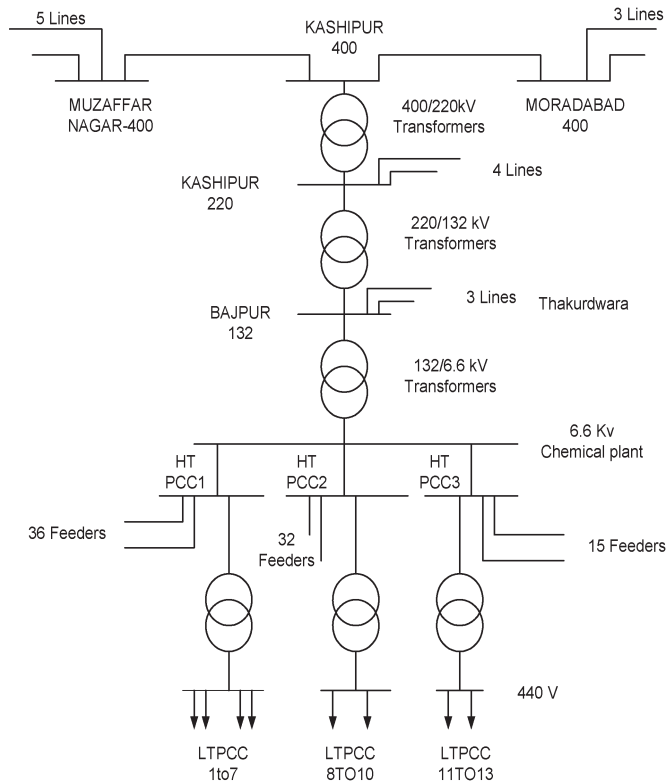 5 Lines
KASHIPUR
400
3 Lines
MUZAFFAR
NAGAR-400
400/220kV
Transformers
MORADABAD
400
KASHIPUR
220
4 Lines
220/132 kV
Transformers
BAJPUR
132
3 Lines
Thakurdwara
132/6.6 kV
Transformers
6.6 Kv
Chemical plant
HT
PCC1
HT
PCC2
HT
PCC3
36 Feeders
32
Feeders
15 Feeders
440 V
LTPCC
1to7
LTPCC
8TO10
LTPCC
11TO13